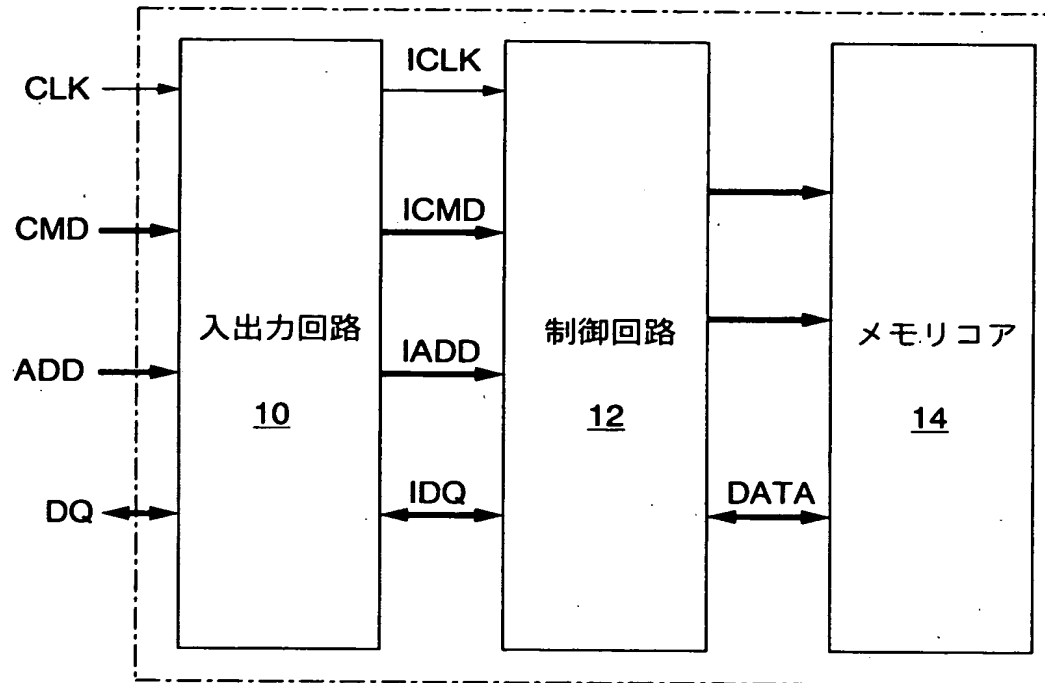 ICLK
CLK
CMD
ICMD
入出力回路
制御回路
メモリコア
ADD
IADD
10
12
14
DQ
IDQ
DATA